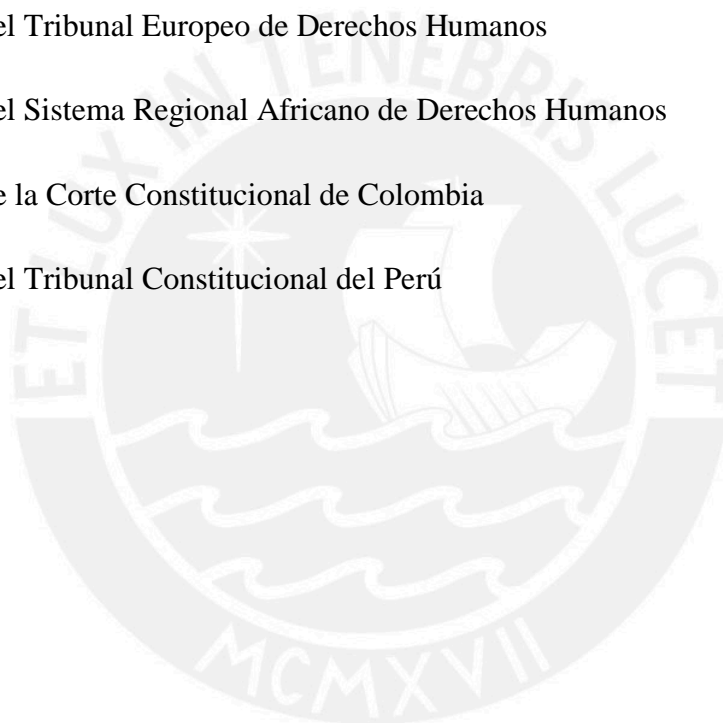 el Tribunal Europeo de Derechos Humanos
el Sistema Regional Africano de Derechos Humanos
e la Corte Constitucional de Colombia
el Tribunal Constitucional del Perú
ET LUX IN TENEBRIS LUCET
MCMXVII